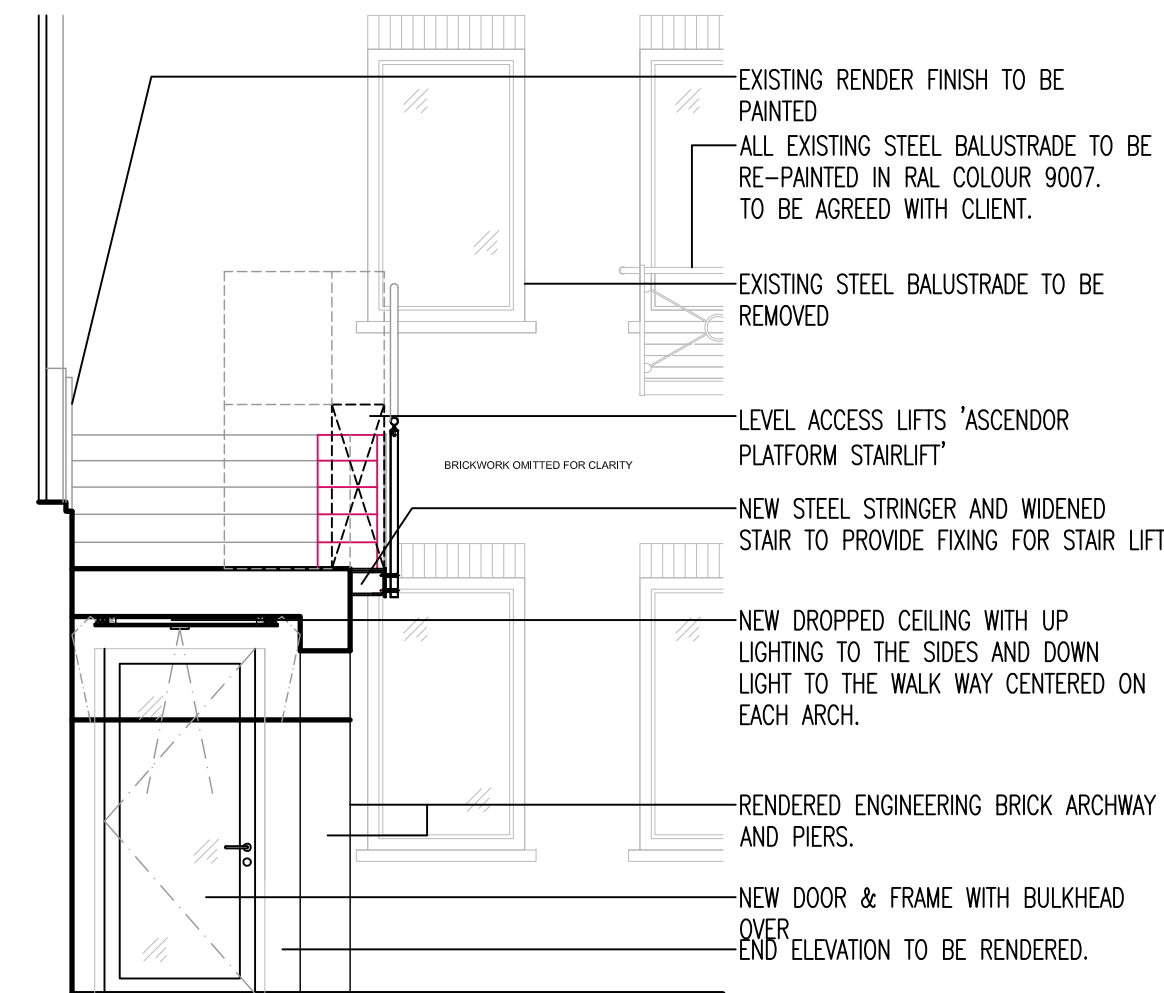 EXISTING RENDER FINISH TO BE
PAINTED
ALL EXISTING STEEL BALUSTRADE TO BE
RE-PAINTED IN RAL COLOUR 9007.
TO BE AGREED WITH CLIENT.
EXISTING STEEL BALUSTRADE TO BE
REMOVED
LEVEL ACCESS LIFTS 'ASCENDOR
PLATFORM STAIRLIFT'
BRICKWORK OMITTED FOR CLARITY
NEW STEEL STRINGER AND WIDENED
STAIR TO PROVIDE FIXING FOR STAIR LIFT
NEW DROPPED CEILING WITH UP
LIGHTING TO THE SIDES AND DOWN
LIGHT TO THE WALK WAY CENTERED ON
EACH ARCH.
RENDERED ENGINEERING BRICK ARCHWAY
AND PIERS.
NEW DOOR & FRAME WITH BULKHEAD
OVER
END ELEVATION TO BE RENDERED.